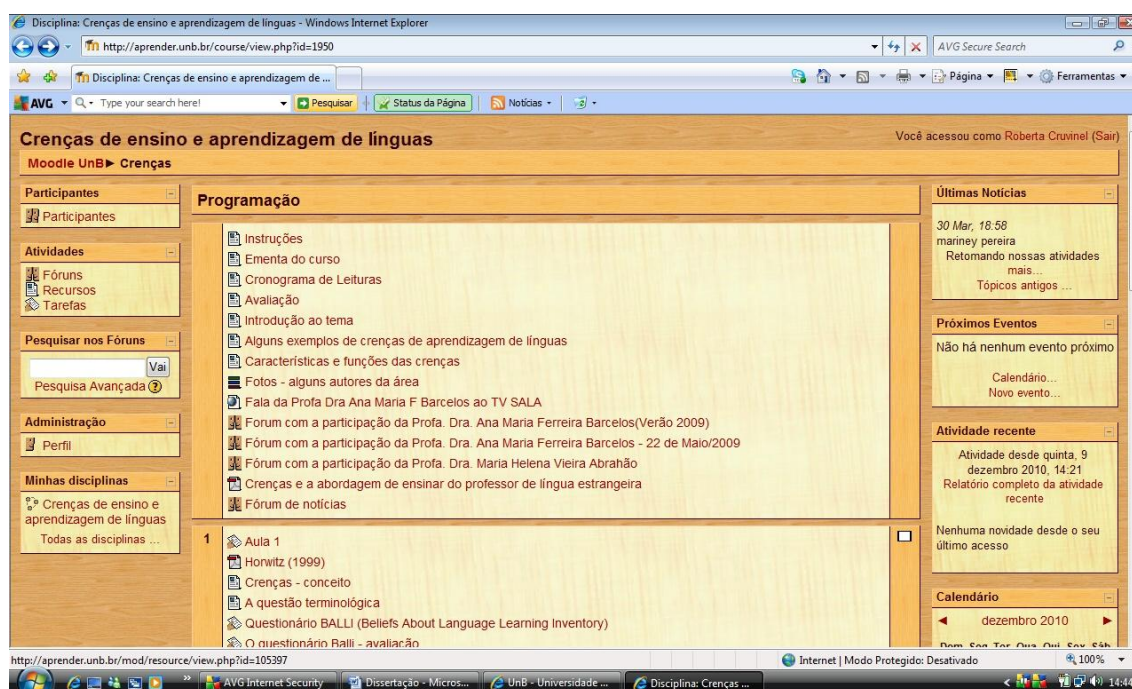 Disciplina: Crenças de ensino e aprendizagem de línguas - Windows Internet Explorer
http://aprender.unb.br/course/view.php?id=1950
AVG Secure Search
Disciplina: Crenças de ensino e aprendizagem de ...
Página
Ferramentas
AVG
Type your search here!
Pesquisar
Status da Página
Notícias
Crenças de ensino e aprendizagem de línguas
Você acessou como Roberta Cruvinel (Sair)
Moodle UnB► Crenças
Participantes
Participantes
Atividades
Fóruns
Recursos
Tarefas
Pesquisar nos Fóruns
Vai
Pesquisa Avançada ?
Administração
Perfil
Minhas disciplinas
Crenças de ensino e
aprendizagem de línguas
Todas as disciplinas ...
Programação
Instruções
Ementa do curso
Cronograma de Leituras
Avaliação
Introdução ao tema
Alguns exemplos de crenças de aprendizagem de línguas
Características e funções das crenças
Fotos - alguns autores da área
Fala da Profa Dra Ana Maria F Barcelos ao TV SALA
Forum com a participação da Profa. Dra. Ana Maria Ferreira Barcelos(Verão 2009)
Fórum com a participação da Profa. Dra. Ana Maria Ferreira Barcelos - 22 de Maio/2009
Fórum com a participação da Profa. Dra. Maria Helena Vieira Abrahão
Crenças e a abordagem de ensinar do professor de língua estrangeira
Fórum de notícias
1
Aula 1
Horwitz (1999)
Crenças - conceito
A questão terminológica
Questionário BALLI (Beliefs About Language Learning Inventory)
O questionário Balli - avaliação
Últimas Notícias
30 Mar, 18:58
mariney pereira
Retomando nossas atividades
mais...
Tópicos antigos ...
Próximos Eventos
Não há nenhum evento próximo
Calendário...
Novo evento...
Atividade recente
Atividade desde quinta, 9
dezembro 2010, 14:21
Relatório completo da atividade
recente
Nenhuma novidade desde o seu
último acesso
Calendário
◄ dezembro 2010 ►
Dom Seg Ter Qua Qui Sex Sáb
http://aprender.unb.br/mod/resource/view.php?id=105397
Internet | Modo Protegido: Desativado
100%
AVG Internet Security
Dissertação - Micros...
UnB - Universidade ...
Disciplina: Crenças ...
14:44